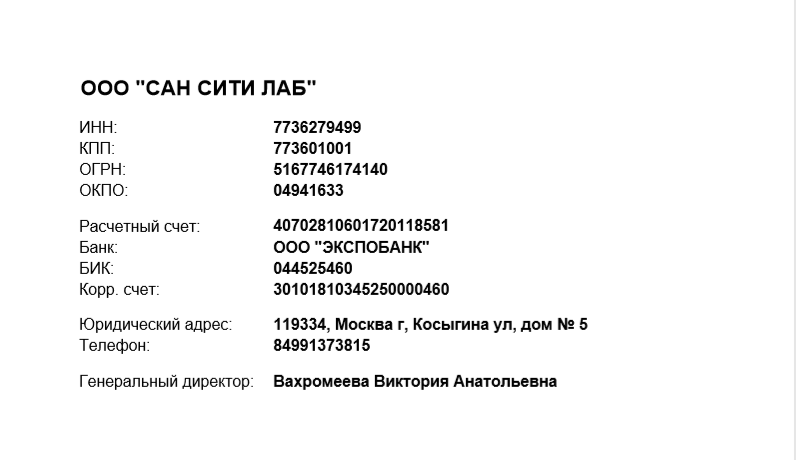 ООО "САН СИТИ ЛАБ"
ИНН: 7736279499
КПП: 773601001
ОГРН: 5167746174140
ОКПО: 04941633
Расчетный счет: 40702810601720118581
Банк: ООО "ЭКСПОБАНК"
БИК: 044525460
Корр. счет: 30101810345250000460
Юридический адрес: 119334, Москва г, Косыгина ул, дом № 5
Телефон: 84991373815
Генеральный директор: Вахромеева Виктория Анатольевна